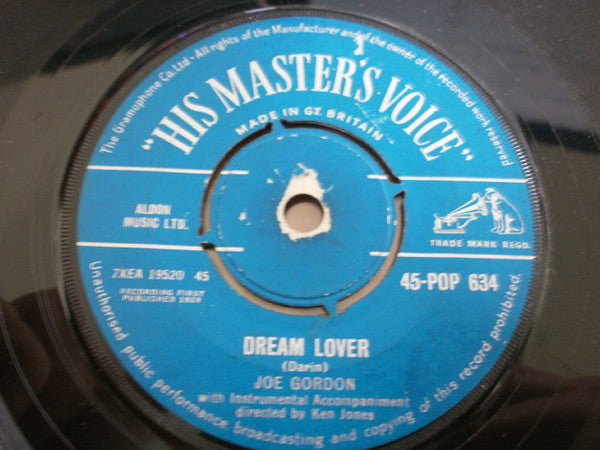 The Gramophone Co. Ltd. · All rights of the Manufacturer and of the owner of the recorded work reserved
"HIS MASTER'S VOICE"
MADE IN GT. BRITAIN
ALDON
MUSIC LTD.
TRADE MARK REGD.
7XEA 19520 45
45-POP 634
RECORDING FIRST
PUBLISHED 1959
DREAM LOVER
(Darin)
JOE GORDON
with Instrumental Accompaniment
directed by Ken Jones
Unauthorised public performance, broadcasting and copying of this record prohibited.